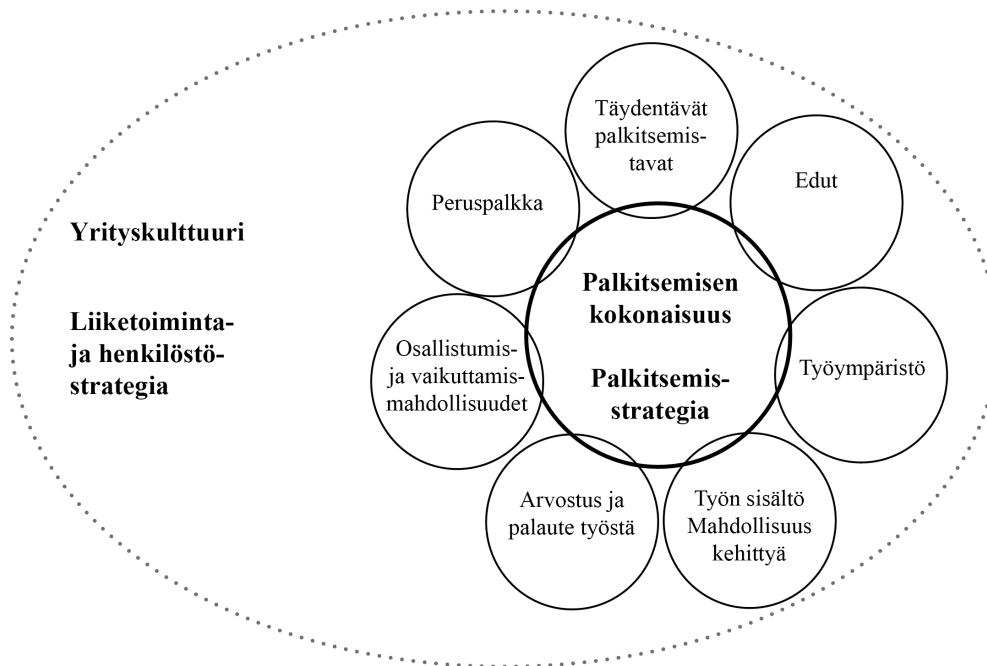 Yrityskulttuuri
Liiketoiminta-
ja henkilöstö-
strategia
Palkitsemisen
kokonaisuus
Palkitsemis-
strategia
Täydentävät
palkitsemis-
tavat
Edut
Työympäristö
Työn sisältö
Mahdollisuus
kehittyä
Arvostus ja
palaute työstä
Osallistumis-
ja vaikuttamis-
mahdollisuudet
Peruspalkka